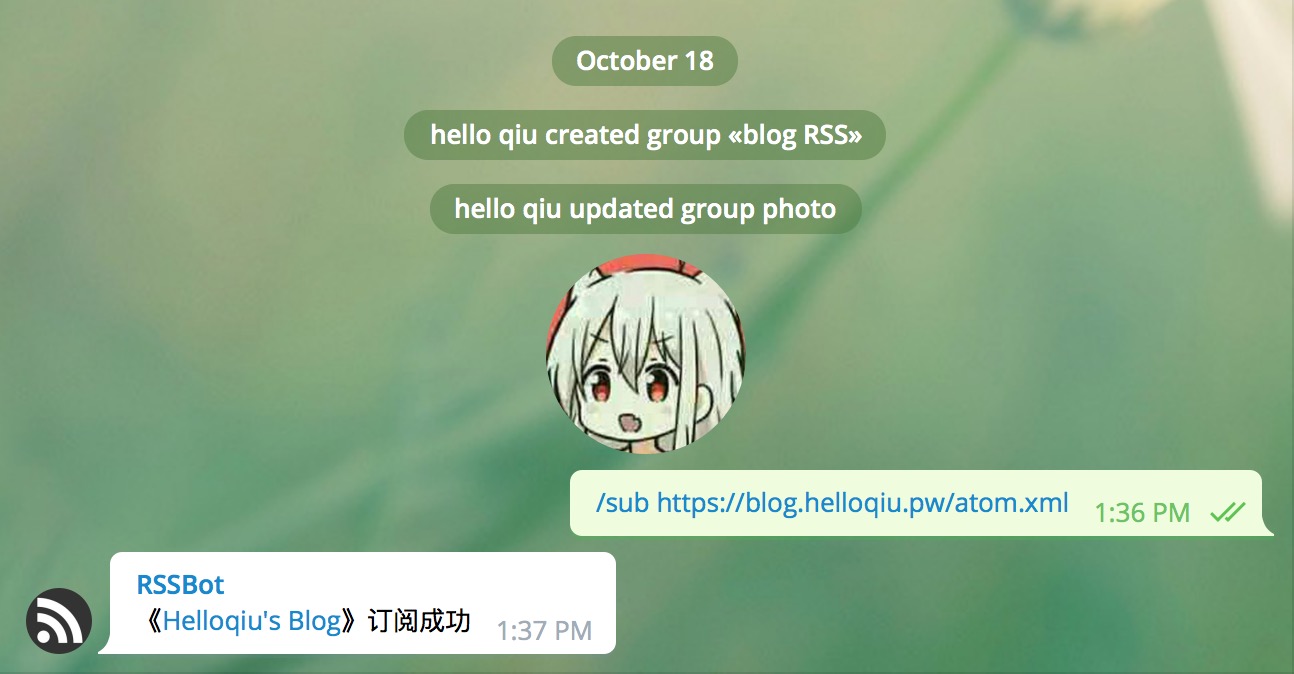 October 18
hello qiu created group «blog RSS»
hello qiu updated group photo
/sub https://blog.helloqiu.pw/atom.xml 1:36 PM
RSSBot
《Helloqiu's Blog》订阅成功 1:37 PM